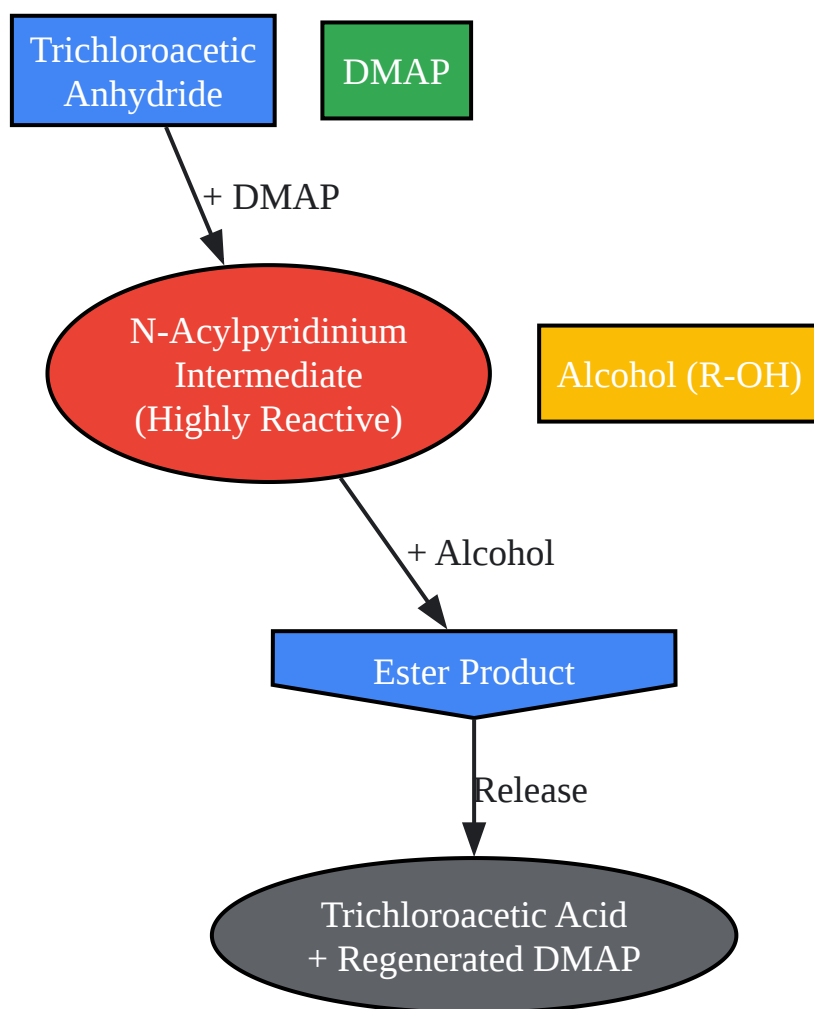 Trichloroacetic
Anhydride
DMAP
+ DMAP
N-Acylpyridinium
Intermediate
(Highly Reactive)
Alcohol (R-OH)
+ Alcohol
Ester Product
Release
Trichloroacetic Acid
+ Regenerated DMAP